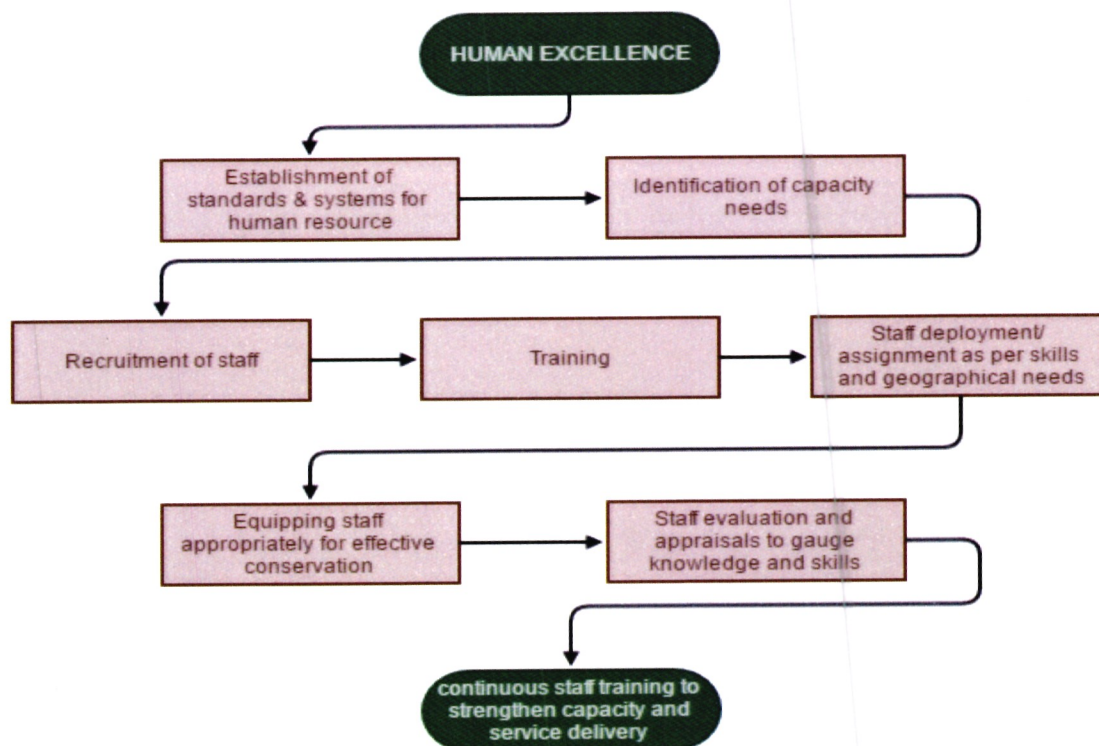 HUMAN EXCELLENCE
Establishment of
standards & systems for
human resource
Identification of capacity
needs
Recruitment of staff
Training
Staff deployment/
assignment as per skills
and geographical needs
Equipping staff
appropriately for effective
conservation
Staff evaluation and
appraisals to gauge
knowledge and skills
continuous staff training to
strengthen capacity and
service delivery